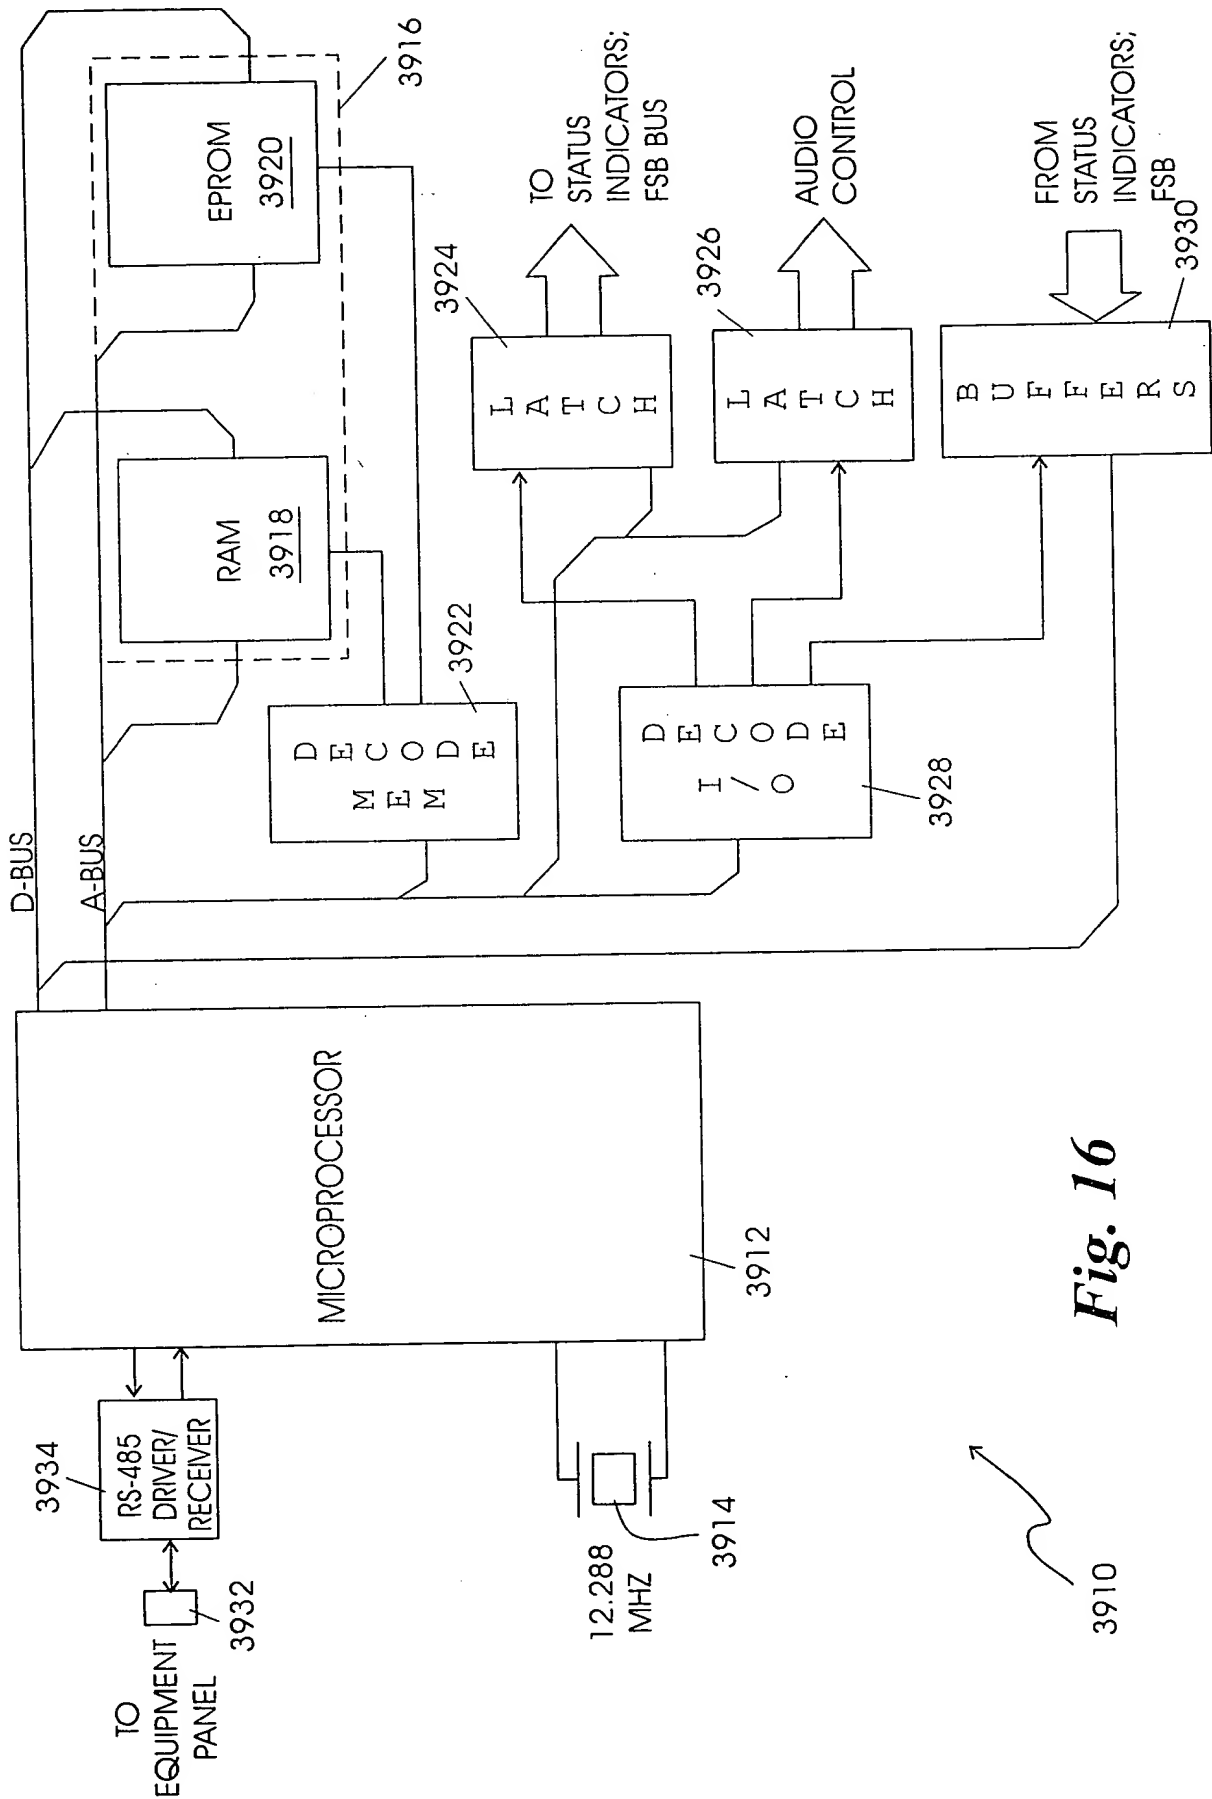 TO
EQUIPMENT
PANEL
3932
3934
RS-485
DRIVER/
RECEIVER
12.288
MHZ
3914
MICROPROCESSOR
3912
D-BUS
A-BUS
MEM
DECODE
3922
I/O
DECODE
3928
RAM
3918
EPROM
3920
3916
LATCH
3924
TO
STATUS
INDICATORS;
FSB BUS
LATCH
3926
AUDIO
CONTROL
BUFFERS
3930
FROM
STATUS
INDICATORS;
FSB
3910
Fig. 16